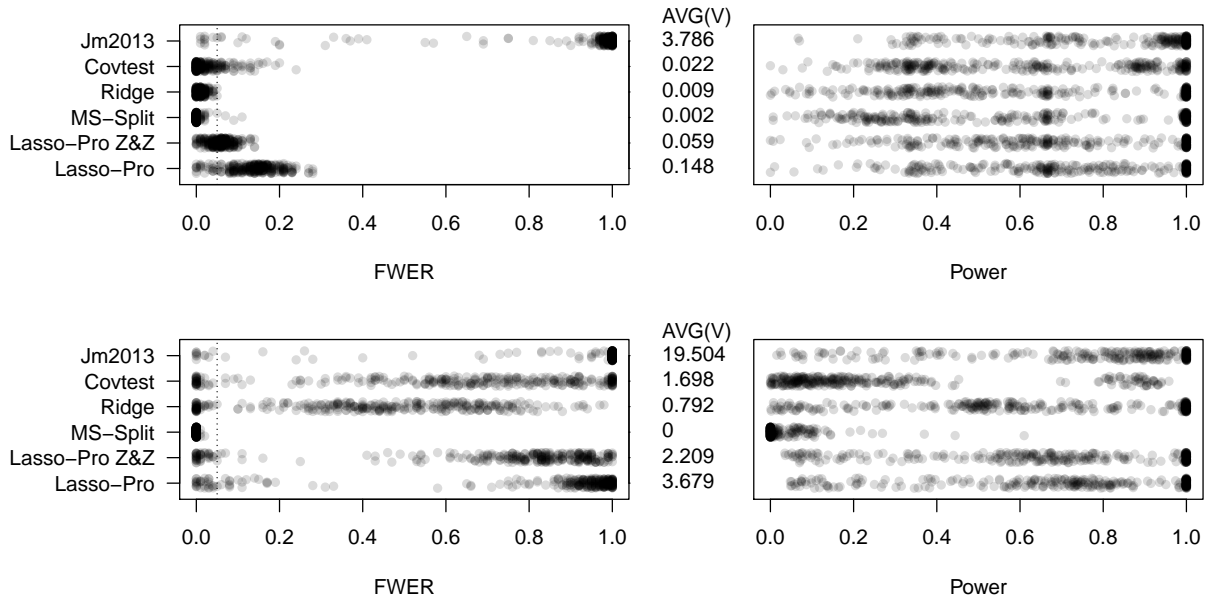 AVG(V)
Jm2013 3.786
Covtest 0.022
Ridge 0.009
MS−Split 0.002
Lasso−Pro Z&Z 0.059
Lasso−Pro 0.148
0.0 0.2 0.4 0.6 0.8 1.0 0.0 0.2 0.4 0.6 0.8 1.0
FWER Power
AVG(V)
Jm2013 19.504
Covtest 1.698
Ridge 0.792
MS−Split 0
Lasso−Pro Z&Z 2.209
Lasso−Pro 3.679
0.0 0.2 0.4 0.6 0.8 1.0 0.0 0.2 0.4 0.6 0.8 1.0
FWER Power